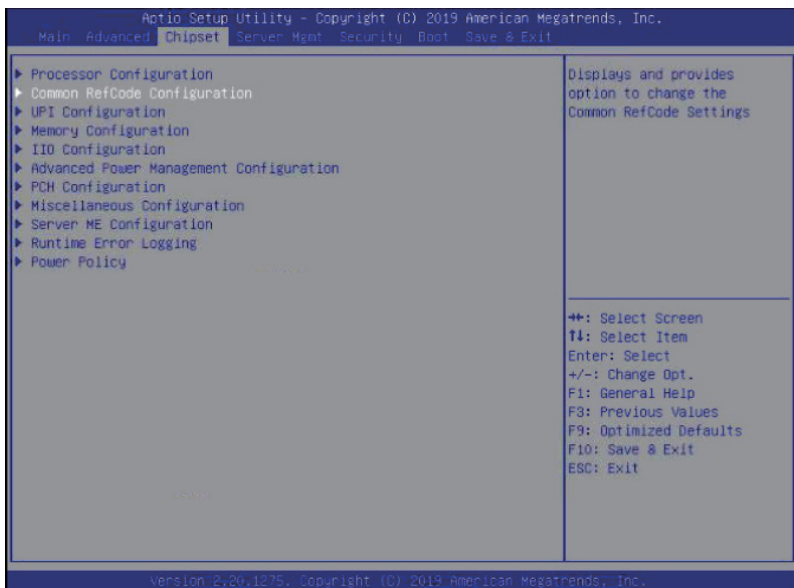 Aptio Setup Utility - Copyright (C) 2019 American Megatrends, Inc.
Main Advanced Chipset Server Mgmt Security Boot Save & Exit
Processor Configuration
Common RefCode Configuration
UPI Configuration
Memory Configuration
IIO Configuration
Advanced Power Management Configuration
PCH Configuration
Miscellaneous Configuration
Server ME Configuration
Runtime Error Logging
Power Policy
Displays and provides
option to change the
Common RefCode Settings
→←: Select Screen
↑↓: Select Item
Enter: Select
+/-: Change Opt.
F1: General Help
F3: Previous Values
F9: Optimized Defaults
F10: Save & Exit
ESC: Exit
Version 2.20.1275. Copyright (C) 2019 American Megatrends, Inc.